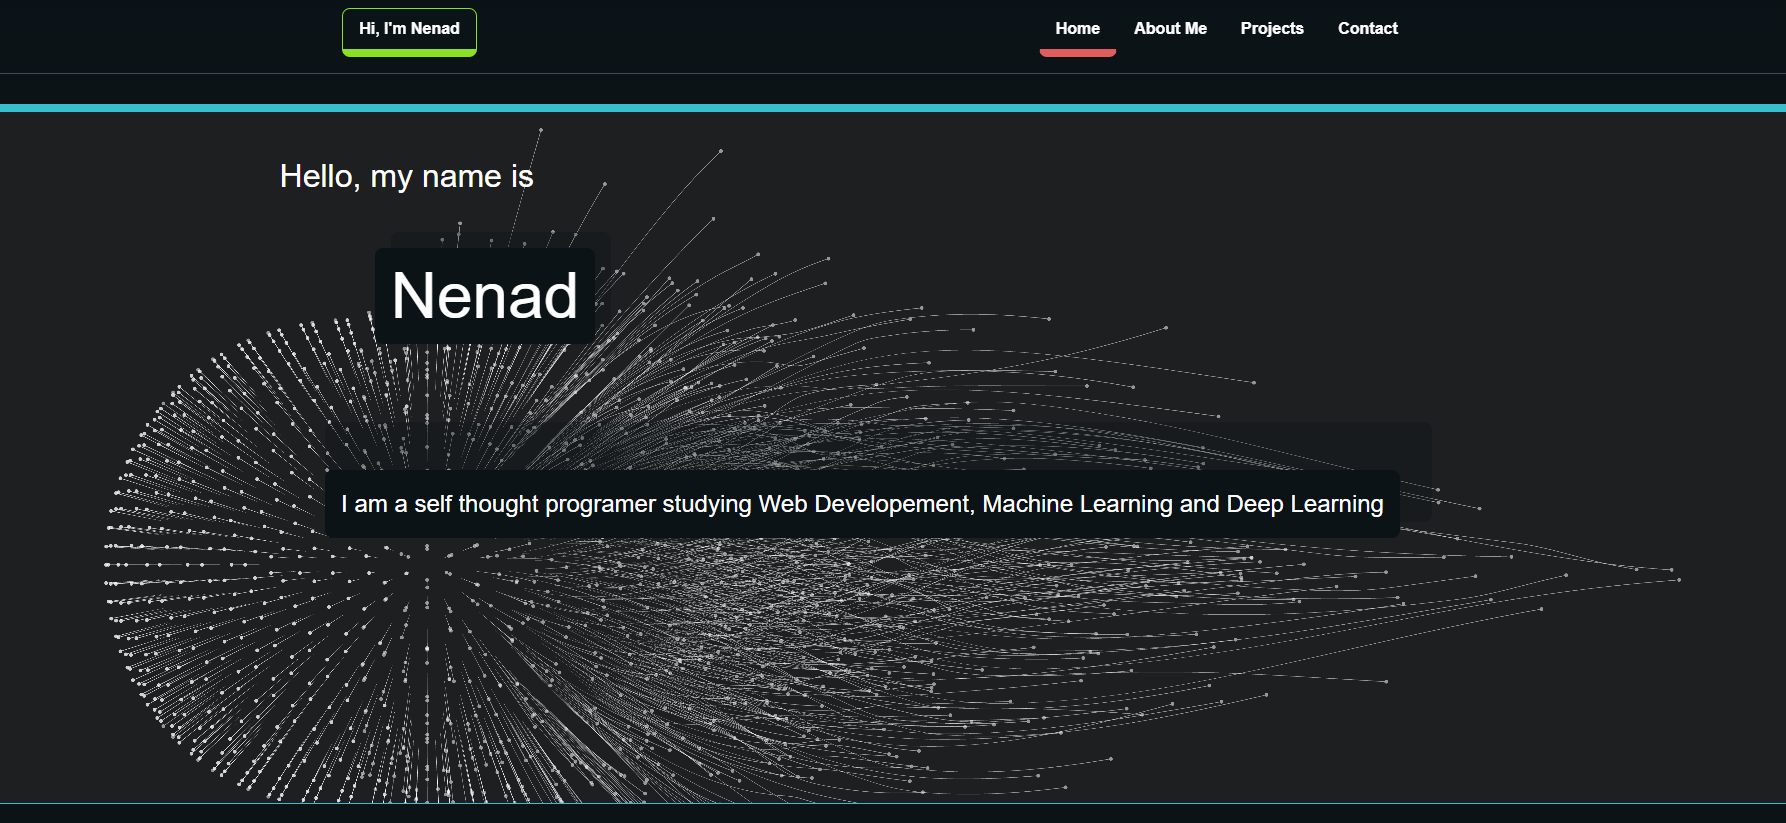 Hi, I'm Nenad
Home About Me Projects Contact
Hello, my name is
Nenad
I am a self thought programer studying Web Developement, Machine Learning and Deep Learning